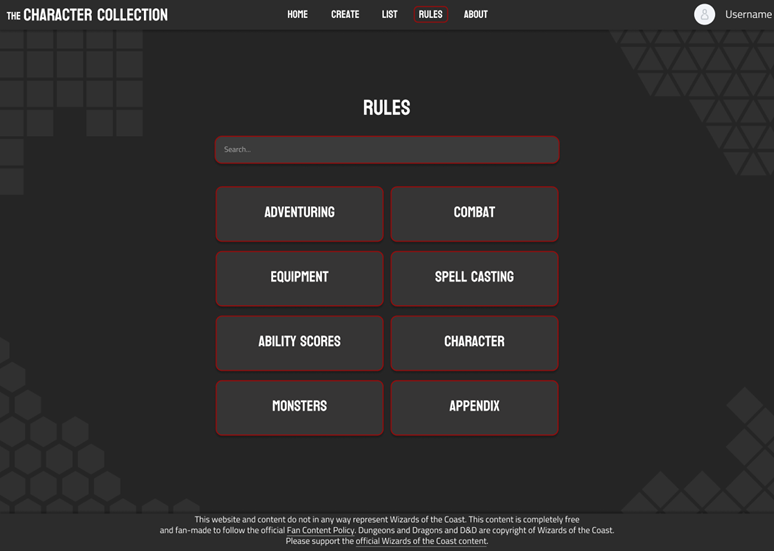 THE CHARACTER COLLECTION
HOME CREATE LIST RULES ABOUT
Username
RULES
Search...
ADVENTURING
COMBAT
EQUIPMENT
SPELL CASTING
ABILITY SCORES
CHARACTER
MONSTERS
APPENDIX
This website and content do not in any way represent Wizards of the Coast. This content is completely free
and fan-made to follow the official Fan Content Policy. Dungeons and Dragons and D&D are copyright of Wizards of the Coast.
Please support the official Wizards of the Coast content.